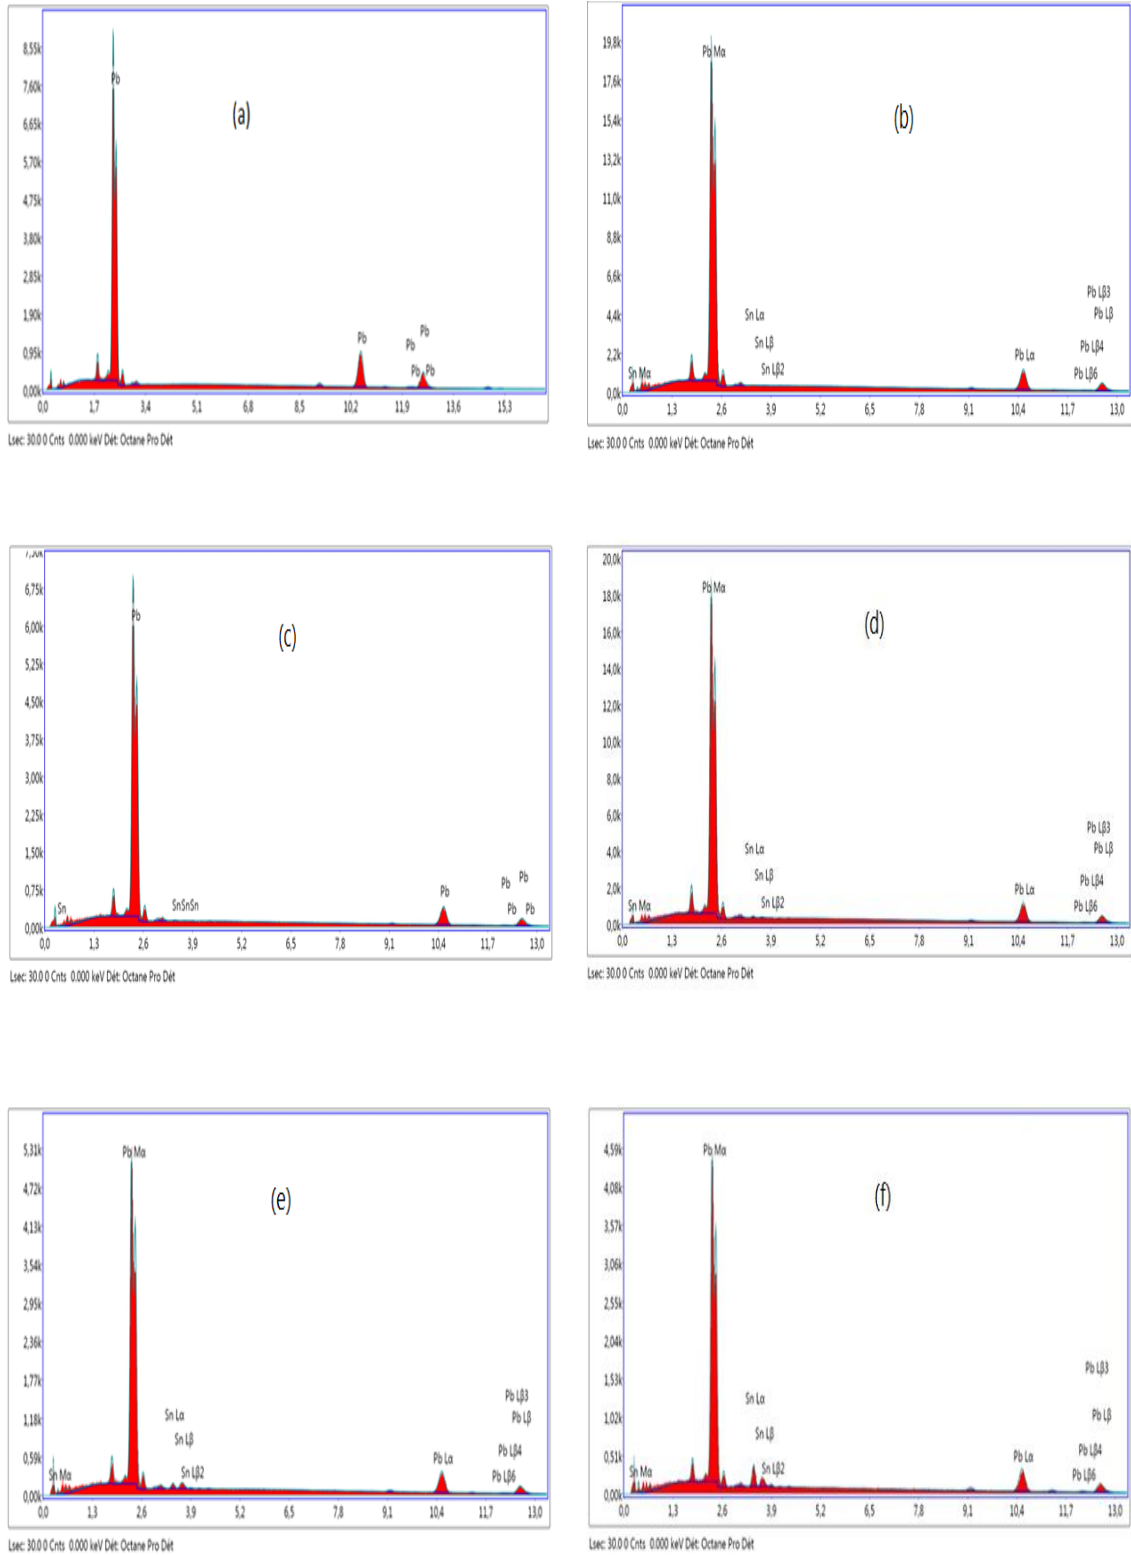 8,55k
7,60k
6,65k
5,70k
4,75k
3,80k
2,85k
1,90k
0,95k
0,00k
Pb
(a)
Pb
Pb
Pb
Pb Pb
0,0 1,7 3,4 5,1 6,8 8,5 10,2 11,9 13,6 15,3
Lsec: 30.0 0 Cnts 0.000 keV Dét: Octane Pro Dét
19,8k
17,6k
15,4k
13,2k
11,0k
8,8k
6,6k
4,4k
2,2k
0,0k
Pb Mα
(b)
Sn Mα
Sn Lα
Sn Lβ
Sn Lβ2
Pb Lα
Pb Lβ3
Pb Lβ
Pb Lβ4
Pb Lβ6
0,0 1,3 2,6 3,9 5,2 6,5 7,8 9,1 10,4 11,7 13,0
Lsec: 30.0 0 Cnts 0.000 keV Dét: Octane Pro Dét
6,75k
6,00k
5,25k
4,50k
3,75k
3,00k
2,25k
1,50k
0,75k
0,00k
Pb
(c)
Sn
SnSnSn
Pb
Pb
Pb
Pb Pb
0,0 1,3 2,6 3,9 5,2 6,5 7,8 9,1 10,4 11,7 13,0
Lsec: 30.0 0 Cnts 0.000 keV Dét: Octane Pro Dét
20,0k
18,0k
16,0k
14,0k
12,0k
10,0k
8,0k
6,0k
4,0k
2,0k
0,0k
Pb Mα
(d)
Sn Mα
Sn Lα
Sn Lβ
Sn Lβ2
Pb Lα
Pb Lβ3
Pb Lβ
Pb Lβ4
Pb Lβ6
0,0 1,3 2,6 3,9 5,2 6,5 7,8 9,1 10,4 11,7 13,0
Lsec: 30.0 0 Cnts 0.000 keV Dét: Octane Pro Dét
5,31k
4,72k
4,13k
3,54k
2,95k
2,36k
1,77k
1,18k
0,59k
0,00k
Pb Mα
(e)
Sn Mα
Sn Lα
Sn Lβ
Sn Lβ2
Pb Lα
Pb Lβ3
Pb Lβ
Pb Lβ4
Pb Lβ6
0,0 1,3 2,6 3,9 5,2 6,5 7,8 9,1 10,4 11,7 13,0
Lsec: 30.0 0 Cnts 0.000 keV Dét: Octane Pro Dét
4,59k
4,08k
3,57k
3,06k
2,55k
2,04k
1,53k
1,02k
0,51k
0,00k
Pb Mα
(f)
Sn Mα
Sn Lα
Sn Lβ
Sn Lβ2
Pb Lα
Pb Lβ3
Pb Lβ
Pb Lβ4
Pb Lβ6
0,0 1,3 2,6 3,9 5,2 6,5 7,8 9,1 10,4 11,7 13,0
Lsec: 30.0 0 Cnts 0.000 keV Dét: Octane Pro Dét